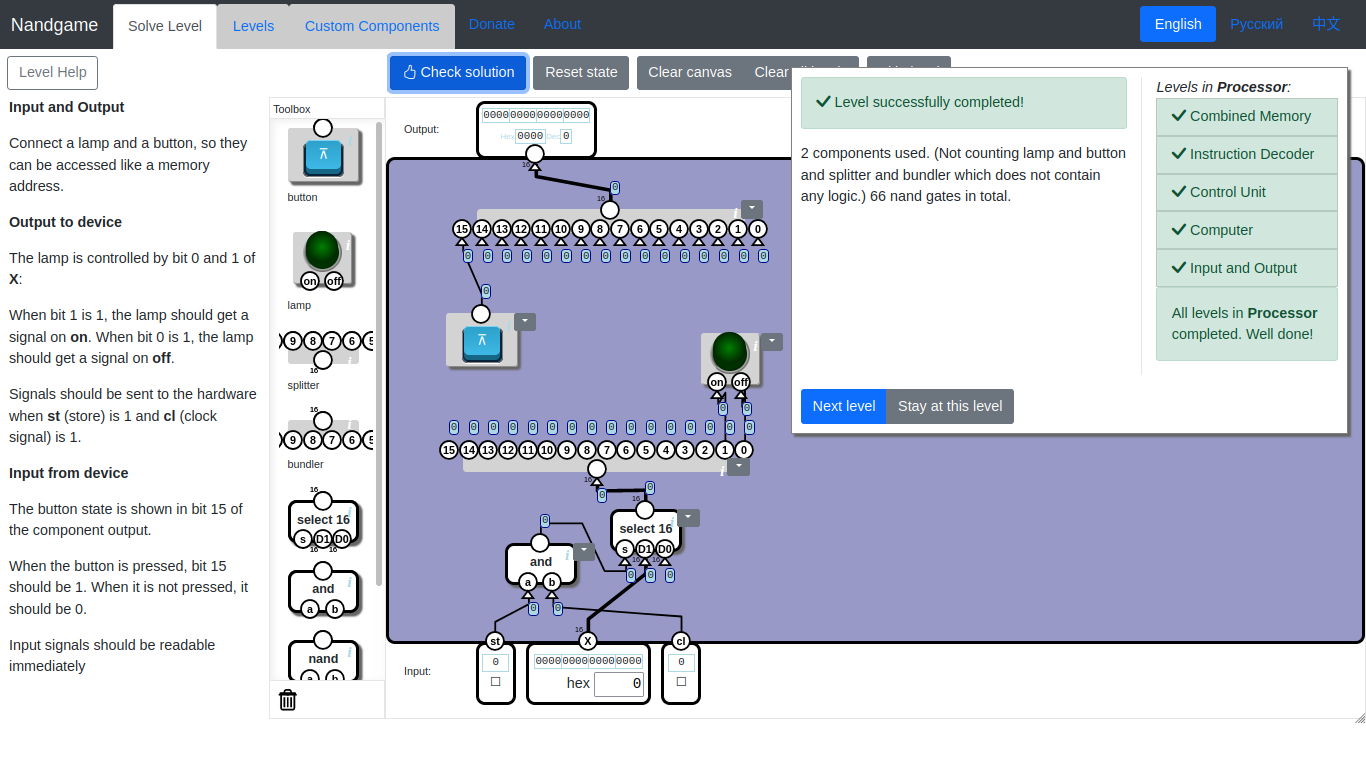 Nandgame Solve Level Levels Custom Components Donate About English Русский 中文
Level Help
Check solution Reset state Clear canvas
Input and Output
Connect a lamp and a button, so they
can be accessed like a memory
address.
Output to device
The lamp is controlled by bit 0 and 1 of
X:
When bit 1 is 1, the lamp should get a
signal on on. When bit 0 is 1, the lamp
should get a signal on off.
Signals should be sent to the hardware
when st (store) is 1 and cl (clock
signal) is 1.
Input from device
The button state is shown in bit 15 of
the component output.
When the button is pressed, bit 15
should be 1. When it is not pressed, it
should be 0.
Input signals should be readable
immediately
Toolbox
button
i
on off
lamp
9 8 7 6 5
i
16
splitter
16
9 8 7 6 5
bundler
16
select 16
i
s D1 D0
16 16
and
i
a b
nand
i
a b
Output:
0000 0000 0000 0000
Hex 0000 Dec 0
16
0
16
i
15 14 13 12 11 10 9 8 7 6 5 4 3 2 1 0
0 0 0 0 0 0 0 0 0 0 0 0 0 0 0 0
0
i
on off
0 0
0 0 0 0 0 0 0 0 0 0 0 0 0 0 0 0
15 14 13 12 11 10 9 8 7 6 5 4 3 2 1 0
i
16
0 0
16
select 16
i
s D1 D0
16 16
0 0 0
0
and
i
a b
0 0
16
st X cl
Input:
0
0000 0000 0000 0000
hex 0
0
Level successfully completed!
2 components used. (Not counting lamp and button
and splitter and bundler which does not contain
any logic.) 66 nand gates in total.
Next level Stay at this level
Levels in Processor:
Combined Memory
Instruction Decoder
Control Unit
Computer
Input and Output
All levels in Processor
completed. Well done!